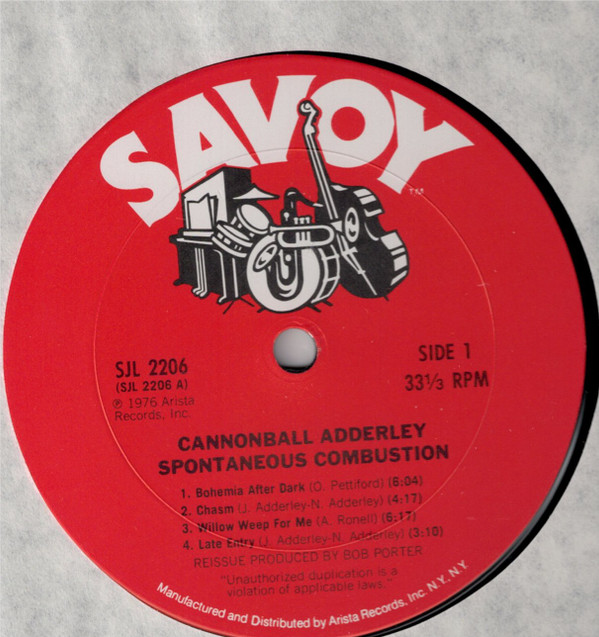 SAVOY
TM
SJL 2206
(SJL 2206 A)
℗ 1976 Arista
Records, Inc.
SIDE 1
33⅓ RPM
CANNONBALL ADDERLEY
SPONTANEOUS COMBUSTION
1. Bohemia After Dark (O. Pettiford) (6:04)
2. Chasm (J. Adderley-N. Adderley) (4:17)
3. Willow Weep For Me (A. Ronell) (6:17)
4. Late Entry (J. Adderley-N. Adderley) (3:10)
REISSUE PRODUCED BY BOB PORTER
"Unauthorized duplication is a
violation of applicable laws."
Manufactured and Distributed by Arista Records, Inc. N.Y. N.Y.